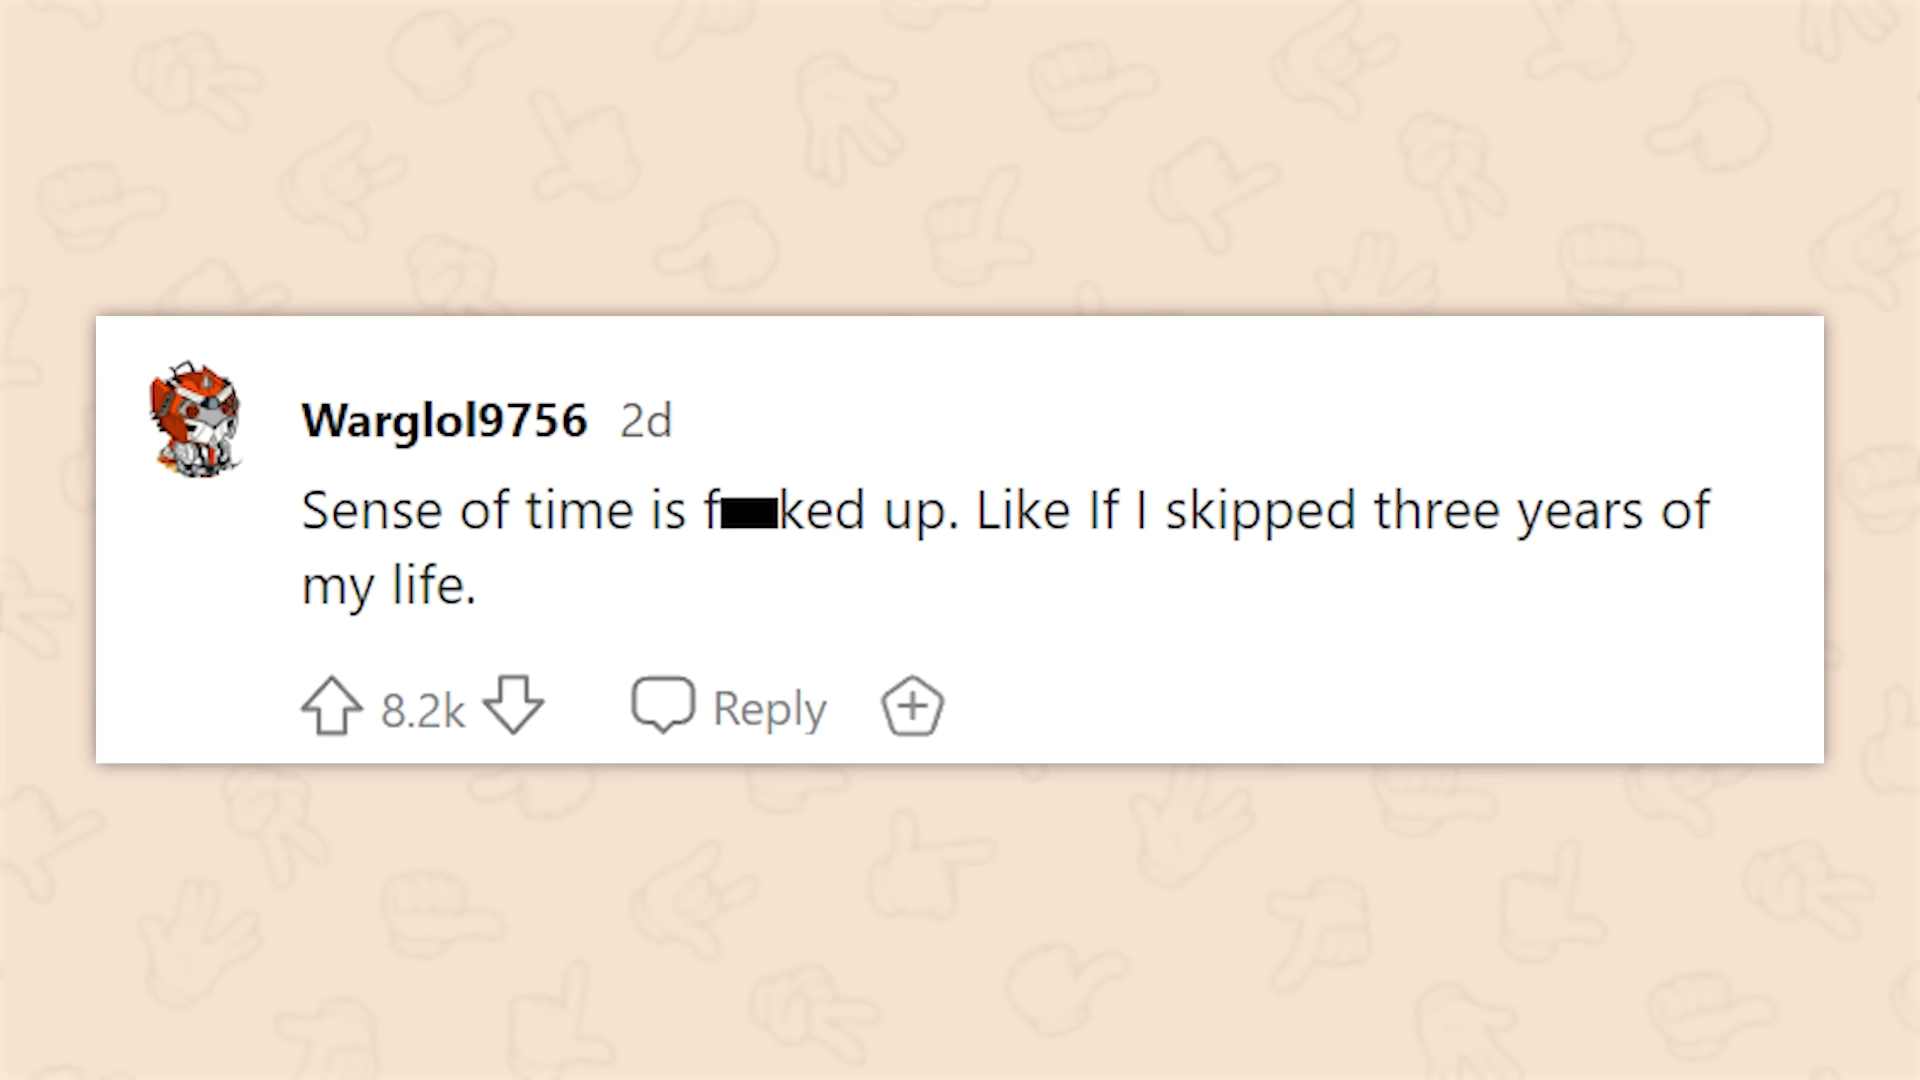 Warglol9756 2d
Sense of time is f██ked up. Like If I skipped three years of
my life.
8.2k Reply